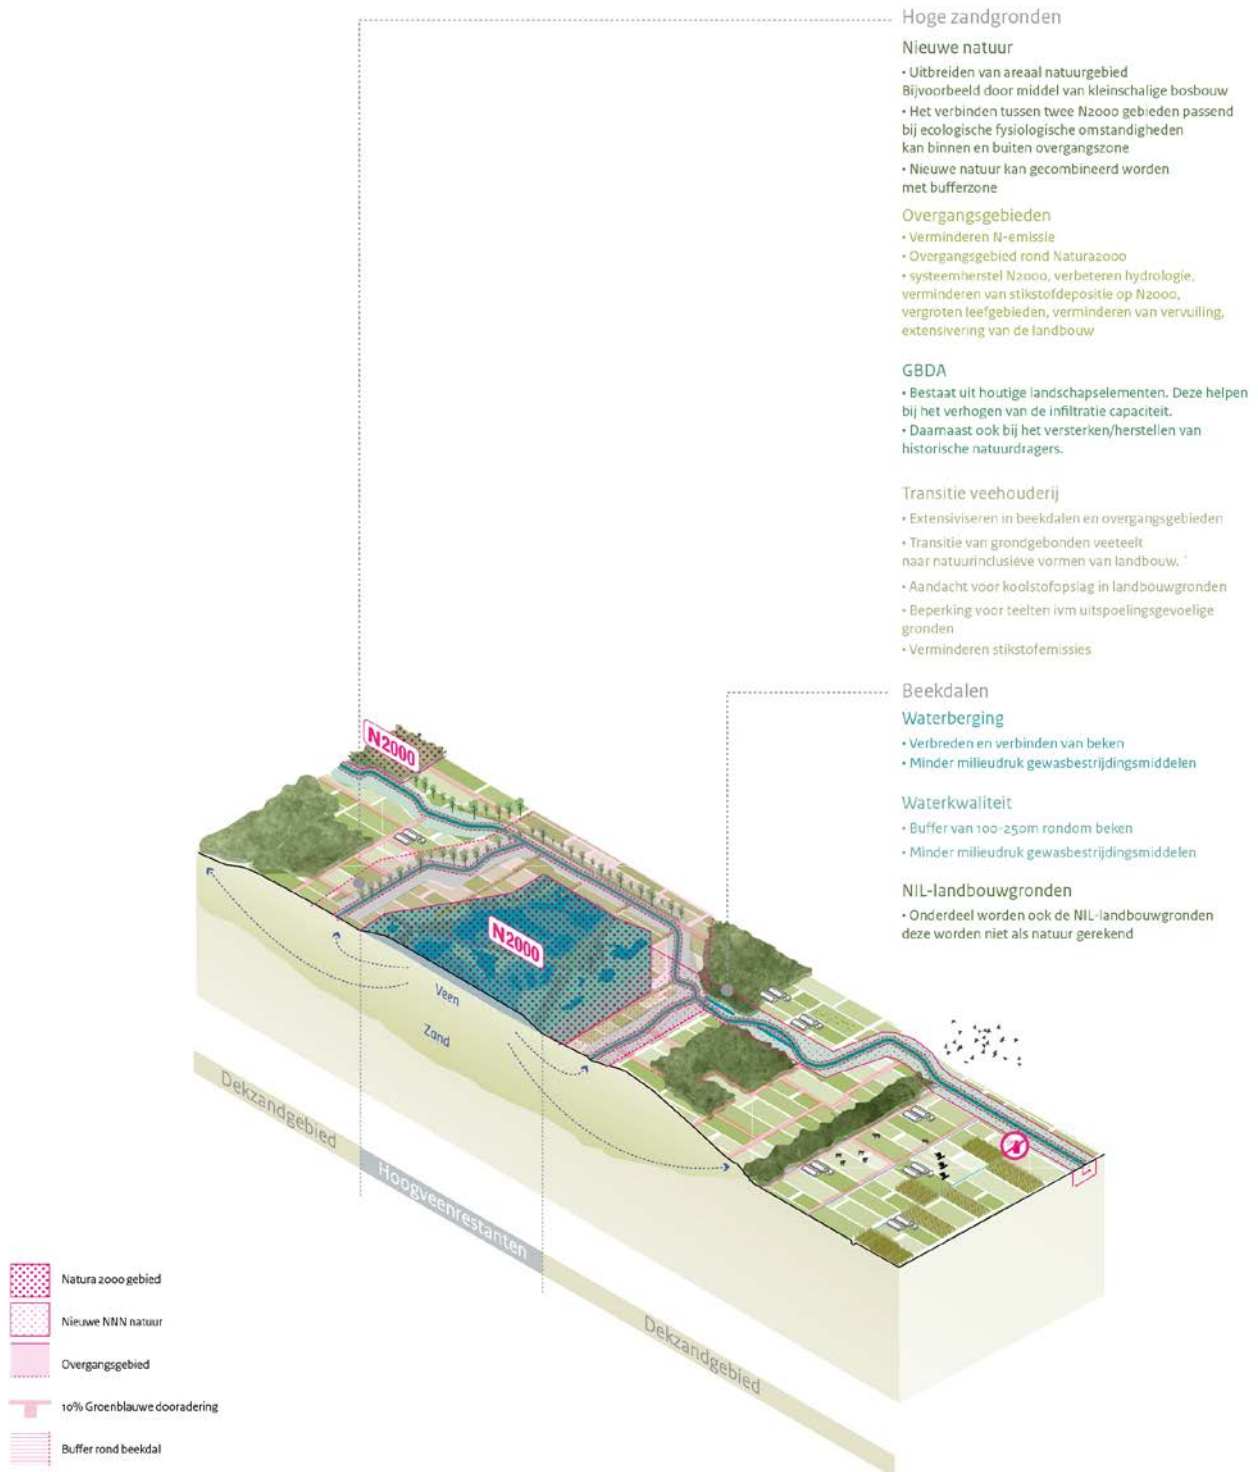 Hoge zandgronden
Nieuwe natuur
• Uitbreiden van areaal natuurgebied
Bijvoorbeeld door middel van kleinschalige bosbouw
• Het verbinden tussen twee N2000 gebieden passend
bij ecologische fysiologische omstandigheden
kan binnen en buiten overgangszone
• Nieuwe natuur kan gecombineerd worden
met bufferzone
Overgangsgebieden
• Verminderen N-emissie
• Overgangsgebied rond Natura2000
• systeemherstel N2000, verbeteren hydrologie,
verminderen van stikstofdepositie op N2000,
vergroten leefgebieden, verminderen van vervuiling,
extensivering van de landbouw
GBDA
• Bestaat uit houtige landschapselementen. Deze helpen
bij het verhogen van de infiltratie capaciteit.
• Daarnaast ook bij het versterken/herstellen van
historische natuurdragers.
Transitie veehouderij
• Extensiviseren in beekdalen en overgangsgebieden
• Transitie van grondgebonden veeteelt
naar natuurinclusieve vormen van landbouw.
• Aandacht voor koolstofopslag in landbouwgronden
• Beperking voor teelten ivm uitspoelingsgevoelige
gronden
• Verminderen stikstofemissies
Beekdalen
Waterberging
• Verbreden en verbinden van beken
• Minder milieudruk gewasbestrijdingsmiddelen
Waterkwaliteit
• Buffer van 100-250m rondom beken
• Minder milieudruk gewasbestrijdingsmiddelen
NIL-landbouwgronden
• Onderdeel worden ook de NIL-landbouwgronden
deze worden niet als natuur gerekend
N2000
N2000
Veen
Zand
Dekzandgebied
Hoogveenrestanten
Dekzandgebied
Natura 2000 gebied
Nieuwe NNN natuur
Overgangsgebied
10% Groenblauwe dooradering
Buffer rond beekdal